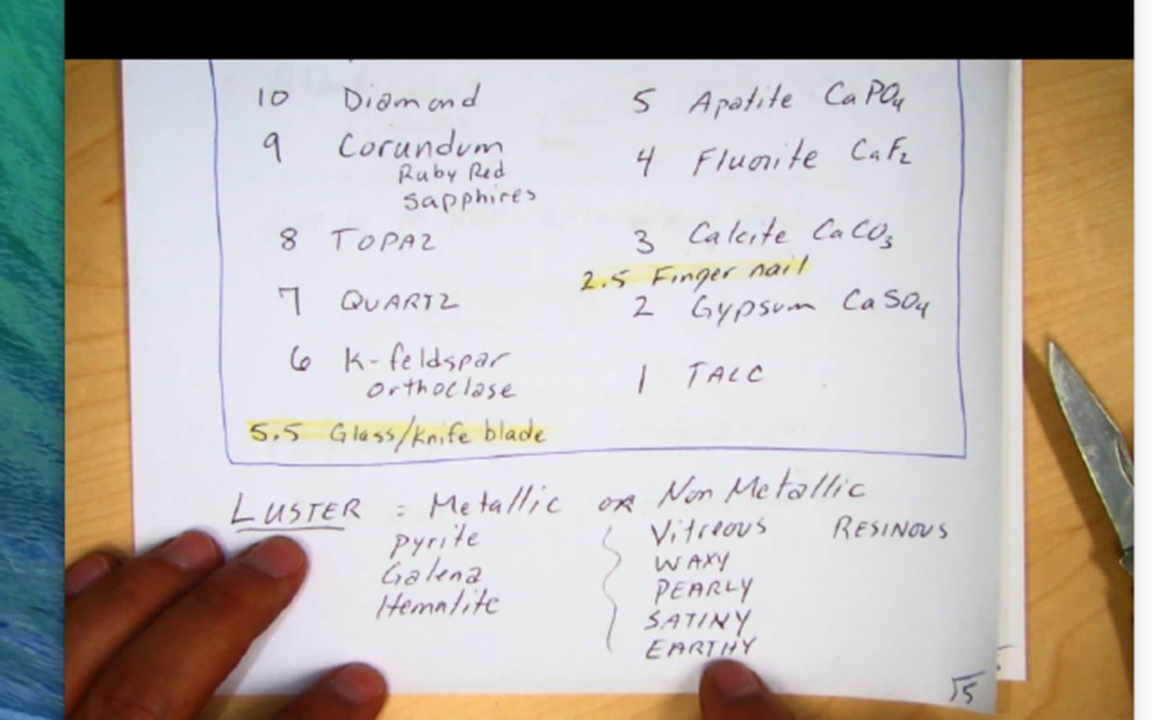 10 Diamond
9 Corundum
Ruby Red
Sapphires
8 TOPAZ
7 QUARTZ
6 K-feldspar
orthoclase
5.5 Glass/Knife blade
5 Apatite CaPO4
4 Fluorite CaF2
3 Calcite CaCO3
2.5 Finger nail
2 Gypsum CaSO4
1 TALC
LUSTER = Metallic or Non Metallic
Pyrite
Galena
Hematite
Vitreous RESINOUS
WAXY
PEARLY
SATINY
EARTHY